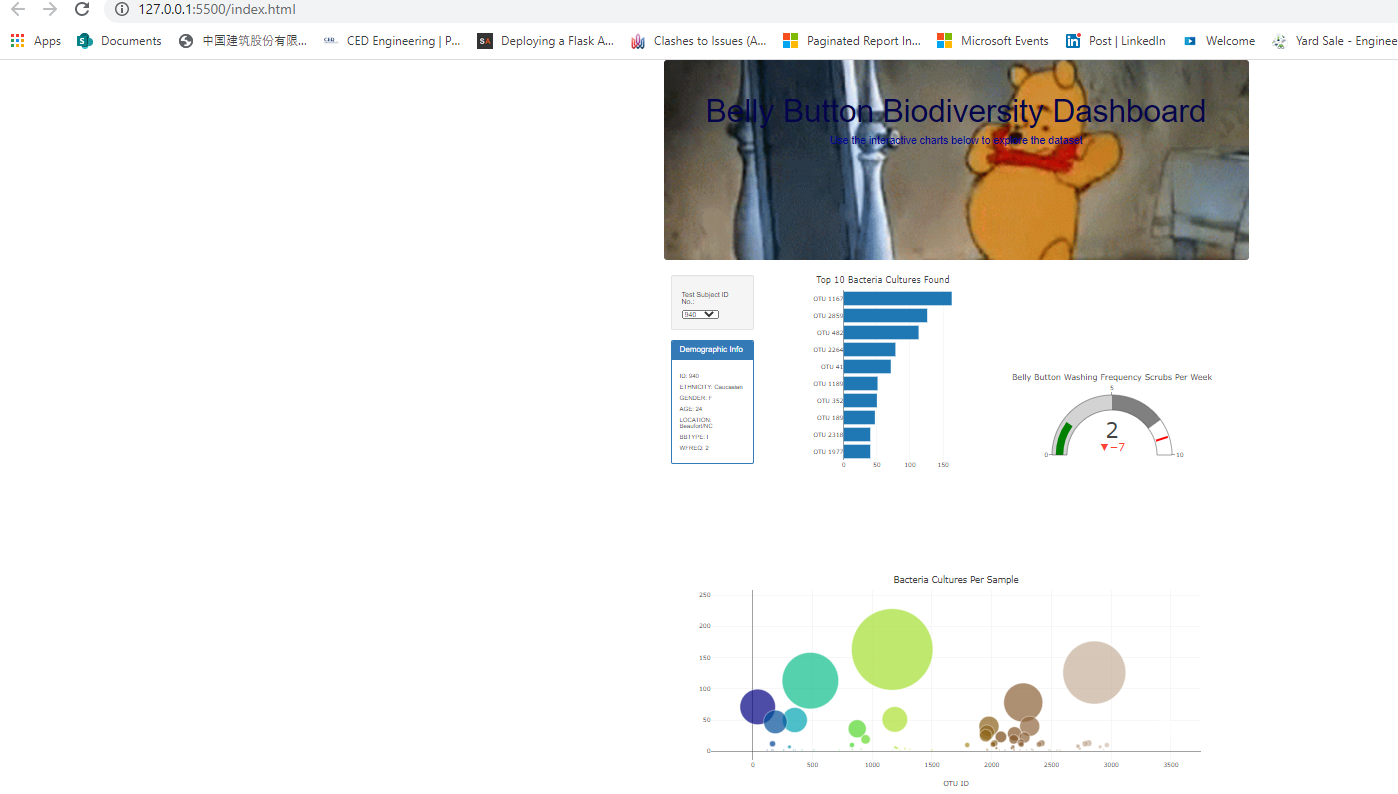 127.0.0.1:5500/index.html
Apps Documents 中国建筑股份有限... CED Engineering | P... SA Deploying a Flask A... Clashes to Issues (A... Paginated Report In... Microsoft Events in Post | LinkedIn Welcome Yard Sale - Enginee
Belly Button Biodiversity Dashboard
Use the interactive charts below to explore the dataset
Test Subject ID
No.:
940
Demographic Info
ID: 940
ETHNICITY: Caucasian
GENDER: F
AGE: 24
LOCATION:
Beaufort/NC
BBTYPE: I
WFREQ: 2
Top 10 Bacteria Cultures Found
OTU 1167
OTU 2859
OTU 482
OTU 2264
OTU 41
OTU 1189
OTU 352
OTU 189
OTU 2318
OTU 1977
0 50 100 150
Belly Button Washing Frequency Scrubs Per Week
5
2
▼−7
0 10
Bacteria Cultures Per Sample
250
200
150
100
50
0
0 500 1000 1500 2000 2500 3000 3500
OTU ID